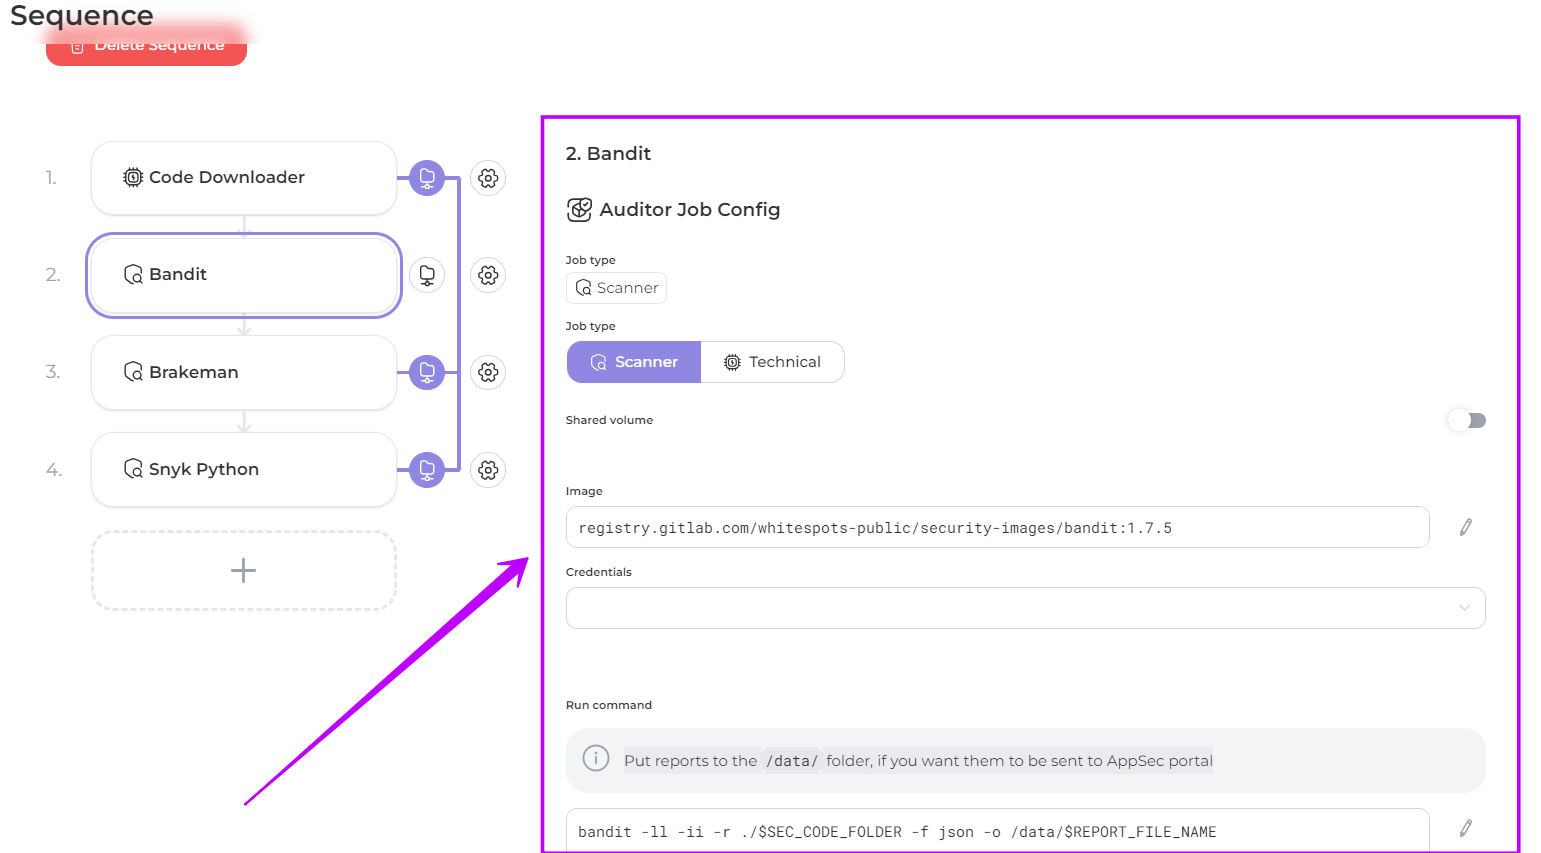 Sequence
Delete Sequence
1.
Code Downloader
2.
Bandit
3.
Brakeman
4.
Snyk Python
2. Bandit
Auditor Job Config
Job type
Scanner
Job type
Scanner
Technical
Shared volume
Image
registry.gitlab.com/whitespots-public/security-images/bandit:1.7.5
Credentials
Run command
Put reports to the /data/ folder, if you want them to be sent to AppSec portal
bandit -ll -ii -r ./$SEC_CODE_FOLDER -f json -o /data/$REPORT_FILE_NAME